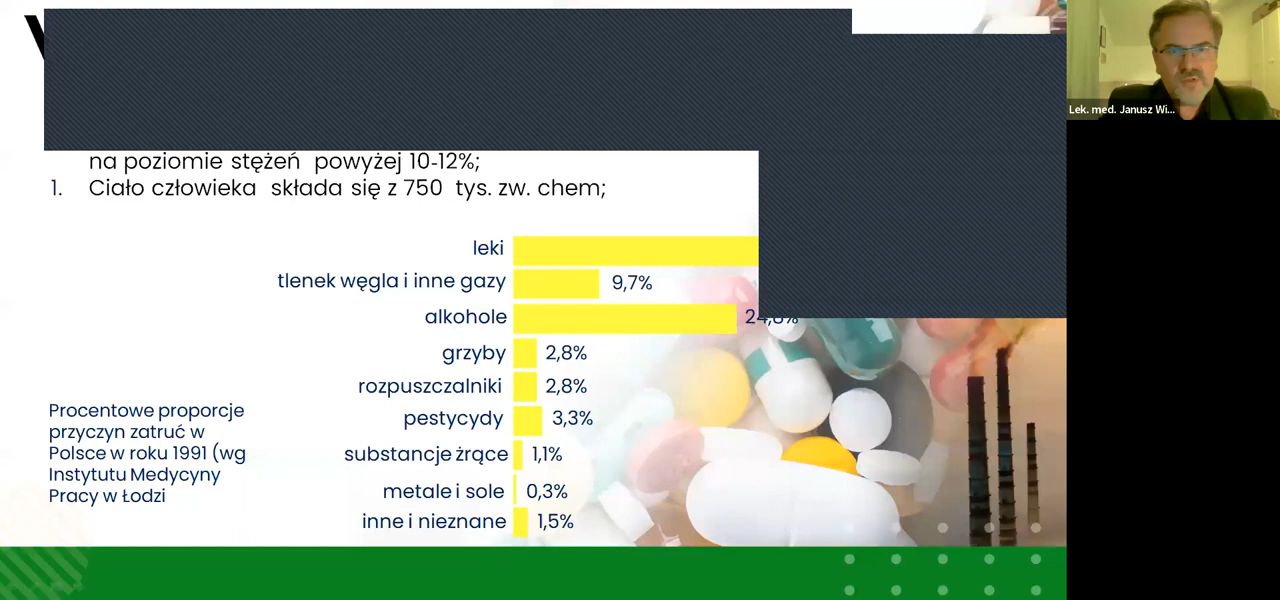 na poziomie stężeń powyżej 10-12%;
1. Ciało człowieka składa się z 750 tys. zw. chem;
leki
tlenek węgla i inne gazy 9,7%
alkohole
grzyby 2,8%
rozpuszczalniki 2,8%
pestycydy 3,3%
substancje żrące 1,1%
metale i sole 0,3%
inne i nieznane 1,5%
Procentowe proporcje
przyczyn zatruć w
Polsce w roku 1991 (wg
Instytutu Medycyny
Pracy w Łodzi
Lek. med. Janusz Wi...